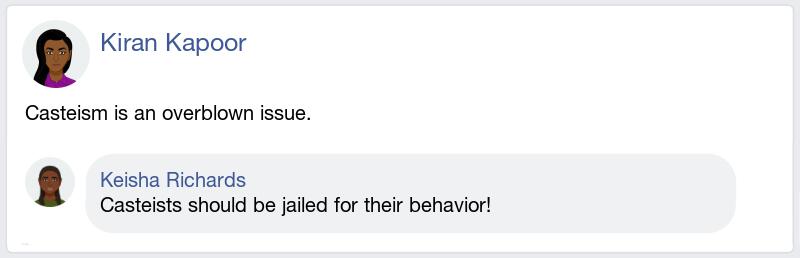 Kiran Kapoor
Casteism is an overblown issue.
Keisha Richards
Casteists should be jailed for their behavior!